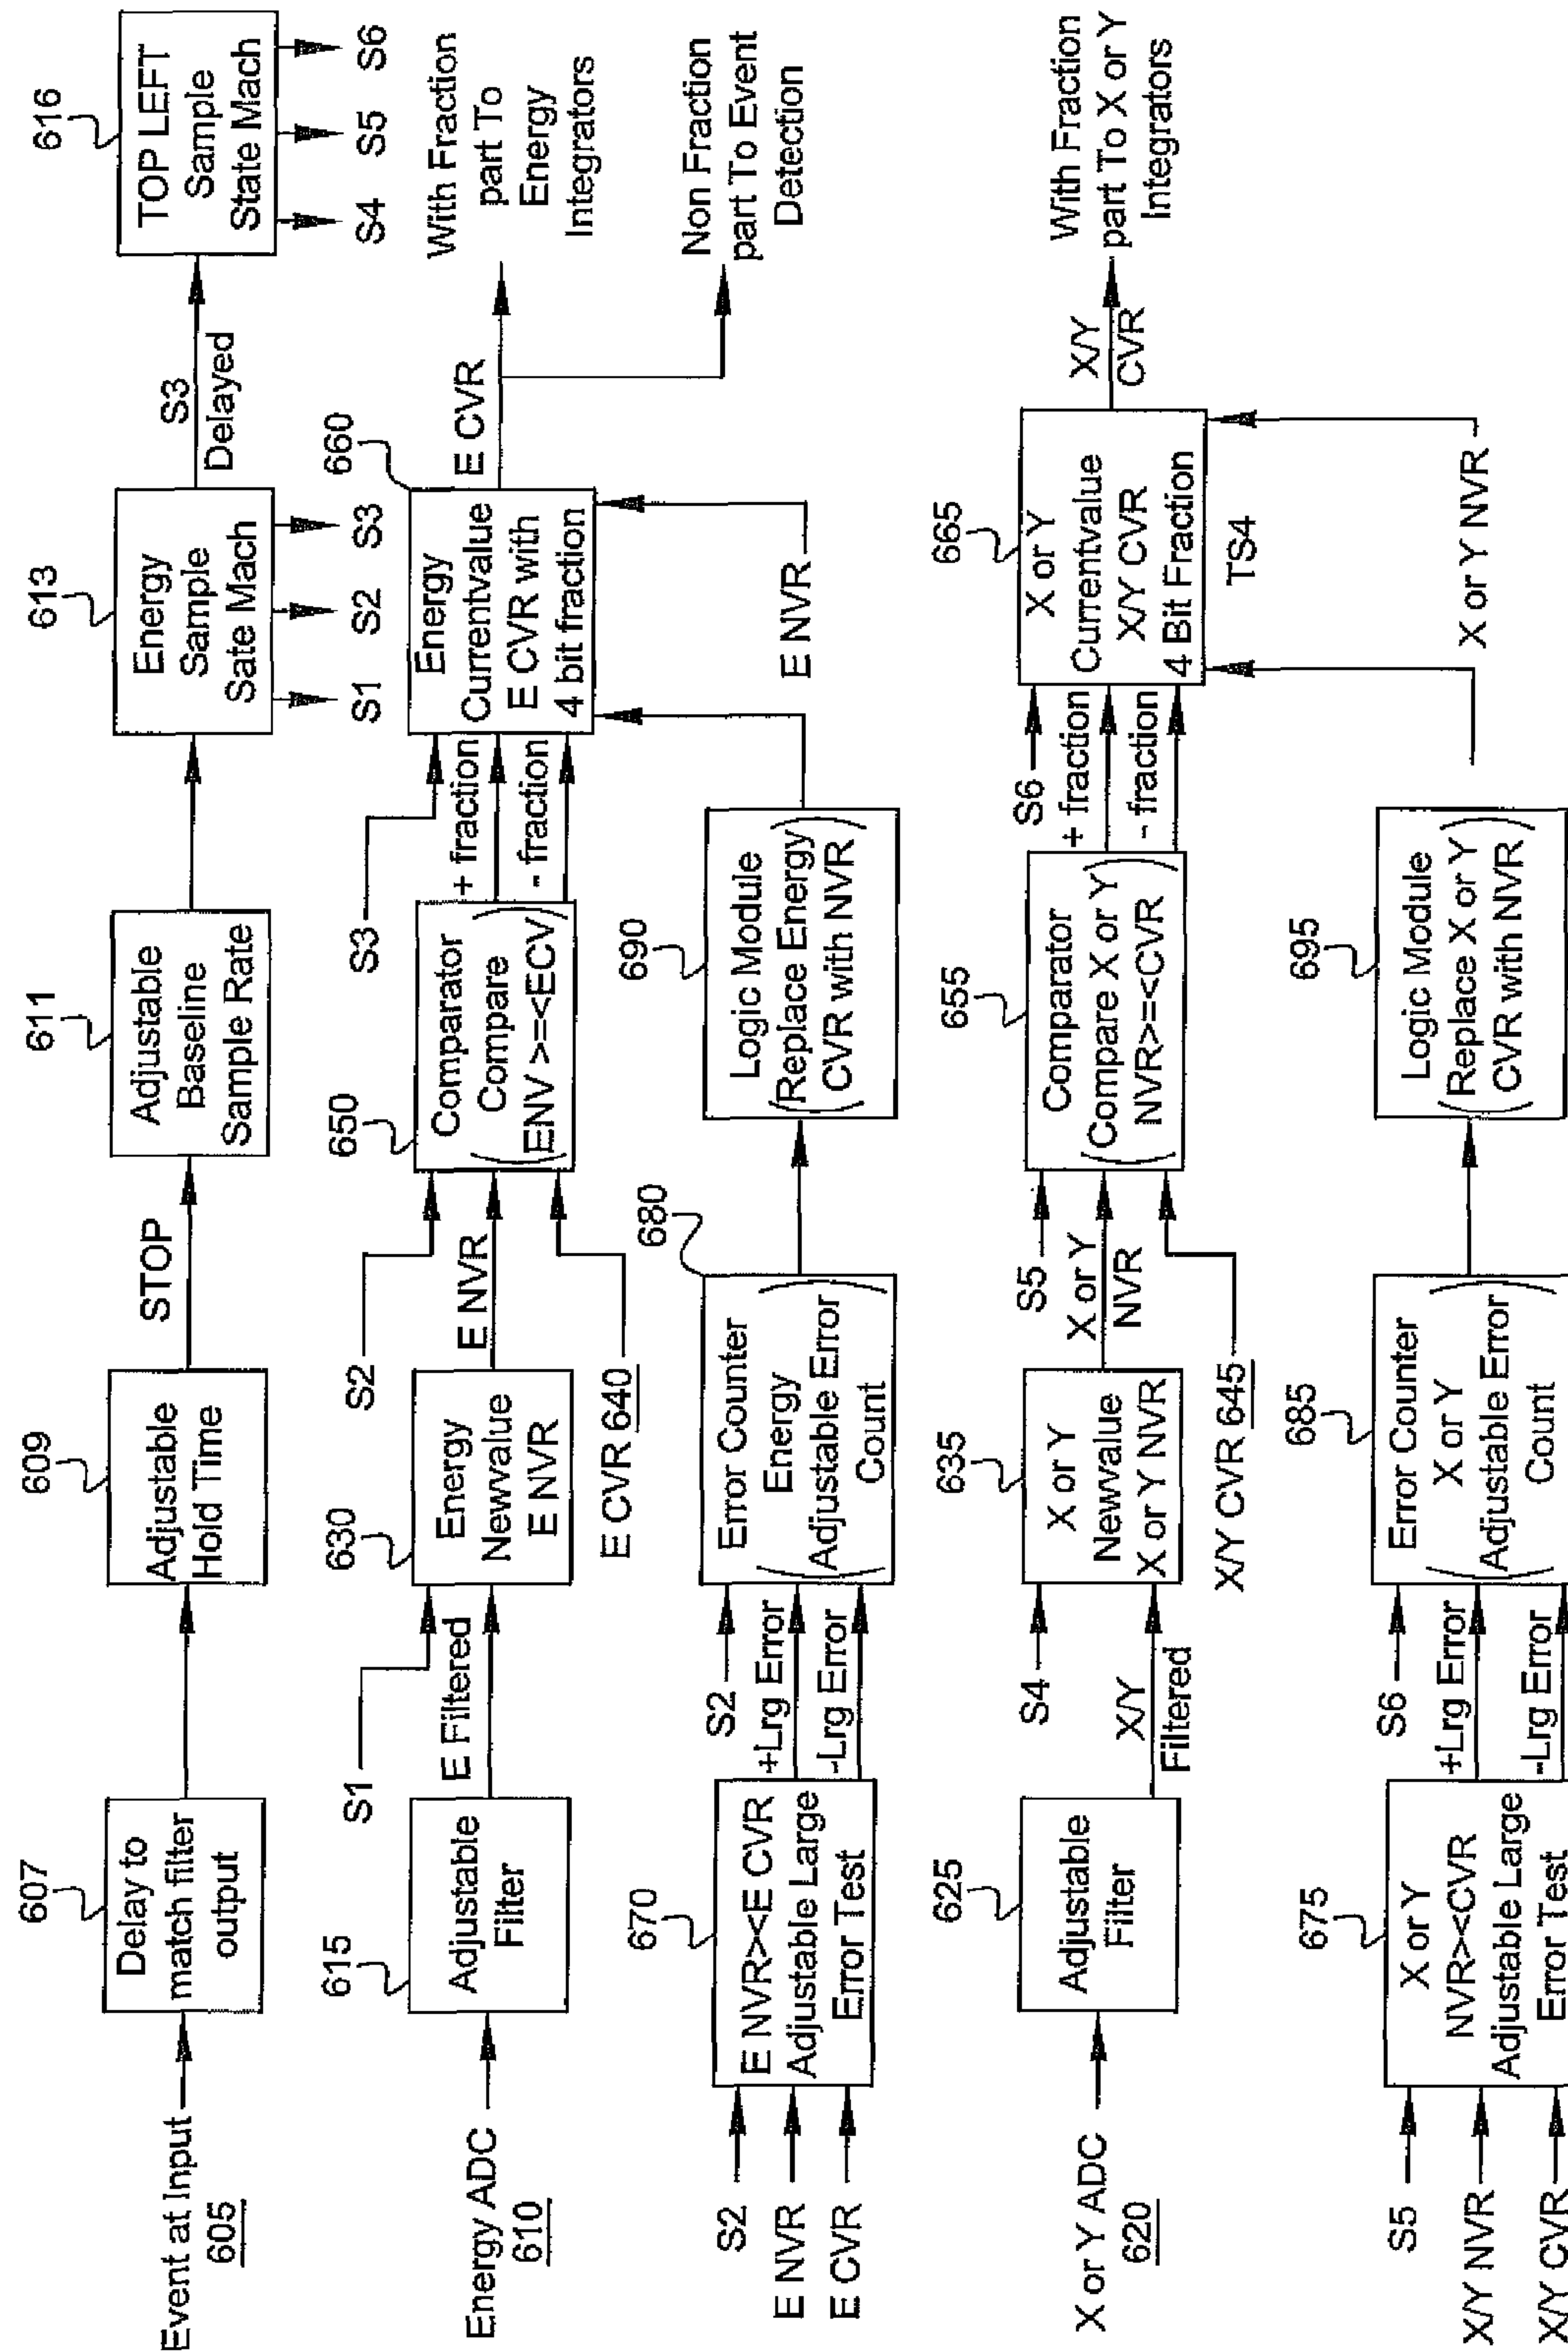 Event at Input
605
607
Delay to
match filter
output
609
Adjustable
Hold Time
STOP
611
Adjustable
Baseline
Sample Rate
613
Energy
Sample
Sate Mach
S1
S2
S3
S3
Delayed
616
TOP LEFT
Sample
State Mach
S4
S5
S6
Energy ADC
610
615
Adjustable
Filter
S1
E Filtered
630
Energy
Newvalue
E NVR
S2
E NVR
E CVR 640
650
Comparator
Compare
(ENV >=<ECV)
S3
+ fraction
- fraction
660
Energy
Currentvalue
E CVR with
4 bit fraction
E CVR
With Fraction
part To
Energy
Integrators
Non Fraction
part To Event
Detection
S2
E NVR
E CVR
670
E NVR><E CVR
Adjustable Large
Error Test
S2
+Lrg Error
-Lrg Error
680
Error Counter
(Energy
Adjustable Error
Count)
690
Logic Module
(Replace Energy
CVR with NVR)
E NVR
X or Y ADC
620
625
Adjustable
Filter
S4
X/Y
Filtered
635
X or Y
Newvalue
X or Y NVR
S5
X or Y
NVR
X/Y CVR 645
655
Comparator
(Compare X or Y
NVR>=<CVR)
S6
+ fraction
- fraction
665
X or Y
Currentvalue
X/Y CVR
4 Bit Fraction
TS4
X/Y
CVR
With Fraction
part To X or Y
Integrators
S5
X/Y NVR
X/Y CVR
675
X or Y
NVR><CVR
Adjustable Large
Error Test
S6
+Lrg Error
-Lrg Error
685
Error Counter
(X or Y
Adjustable Error
Count)
695
Logic Module
(Replace X or Y
CVR with NVR)
X or Y NVR